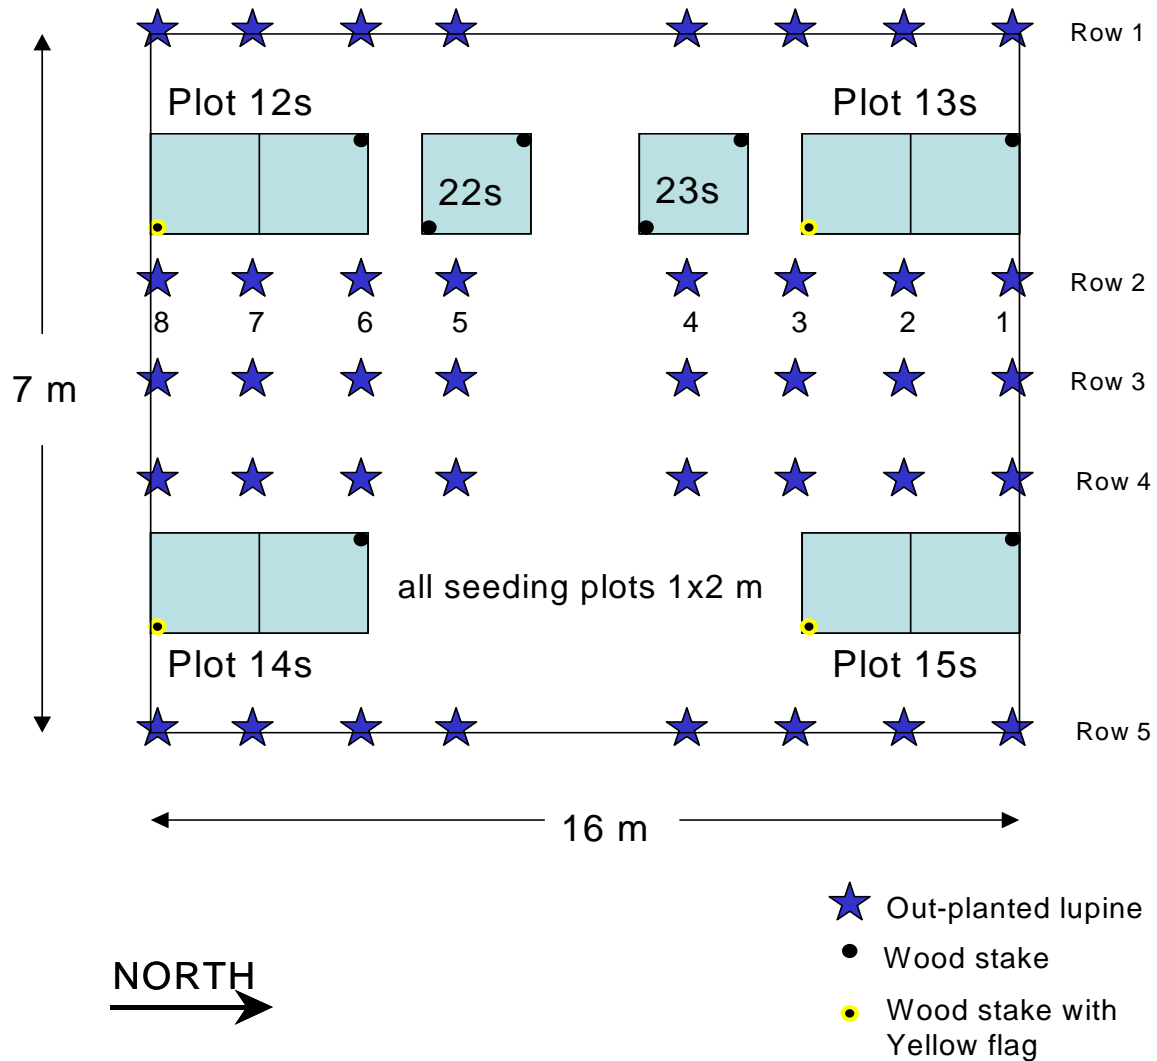 Row 1
Plot 12s
Plot 13s
22s
23s
Row 2
8 7 6 5 4 3 2 1
7 m
Row 3
Row 4
all seeding plots 1x2 m
Plot 14s
Plot 15s
Row 5
16 m
Out-planted lupine
NORTH
Wood stake
Wood stake with
Yellow flag